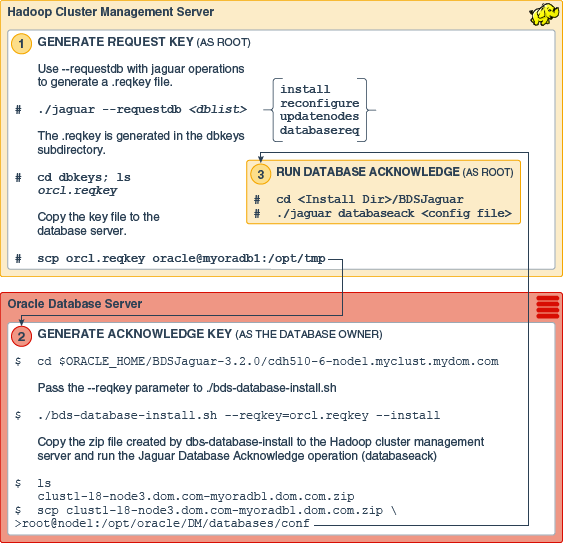 Hadoop Cluster Management Server
1 GENERATE REQUEST KEY (AS ROOT)
Use --requestdb with jaguar operations
to generate a .reqkey file.
# ./jaguar --requestdb <dblist>
install
reconfigure
updatenodes
databasereq
The .reqkey is generated in the dbkeys
subdirectory.
# cd dbkeys; ls
orcl.reqkey
Copy the key file to the
database server.
# scp orcl.reqkey oracle@myoradb1:/opt/tmp
3 RUN DATABASE ACKNOWLEDGE (AS ROOT)
# cd <Install Dir>/BDSJaguar
# ./jaguar databaseack <config file>
Oracle Database Server
2 GENERATE ACKNOWLEDGE KEY (AS THE DATABASE OWNER)
$ cd $ORACLE_HOME/BDSJaguar-3.2.0/cdh510-6-node1.myclust.mydom.com
Pass the --reqkey parameter to ./bds-database-install.sh
$ ./bds-database-install.sh --reqkey=orcl.reqkey --install
Copy the zip file created by dbs-database-install to the Hadoop cluster management
server and run the Jaguar Database Acknowledge operation (databaseack)
$ ls
clust1-18-node3.dom.com-myoradb1.dom.com.zip
$ scp clust1-18-node3.dom.com-myoradb1.dom.com.zip \
>root@node1:/opt/oracle/DM/databases/conf